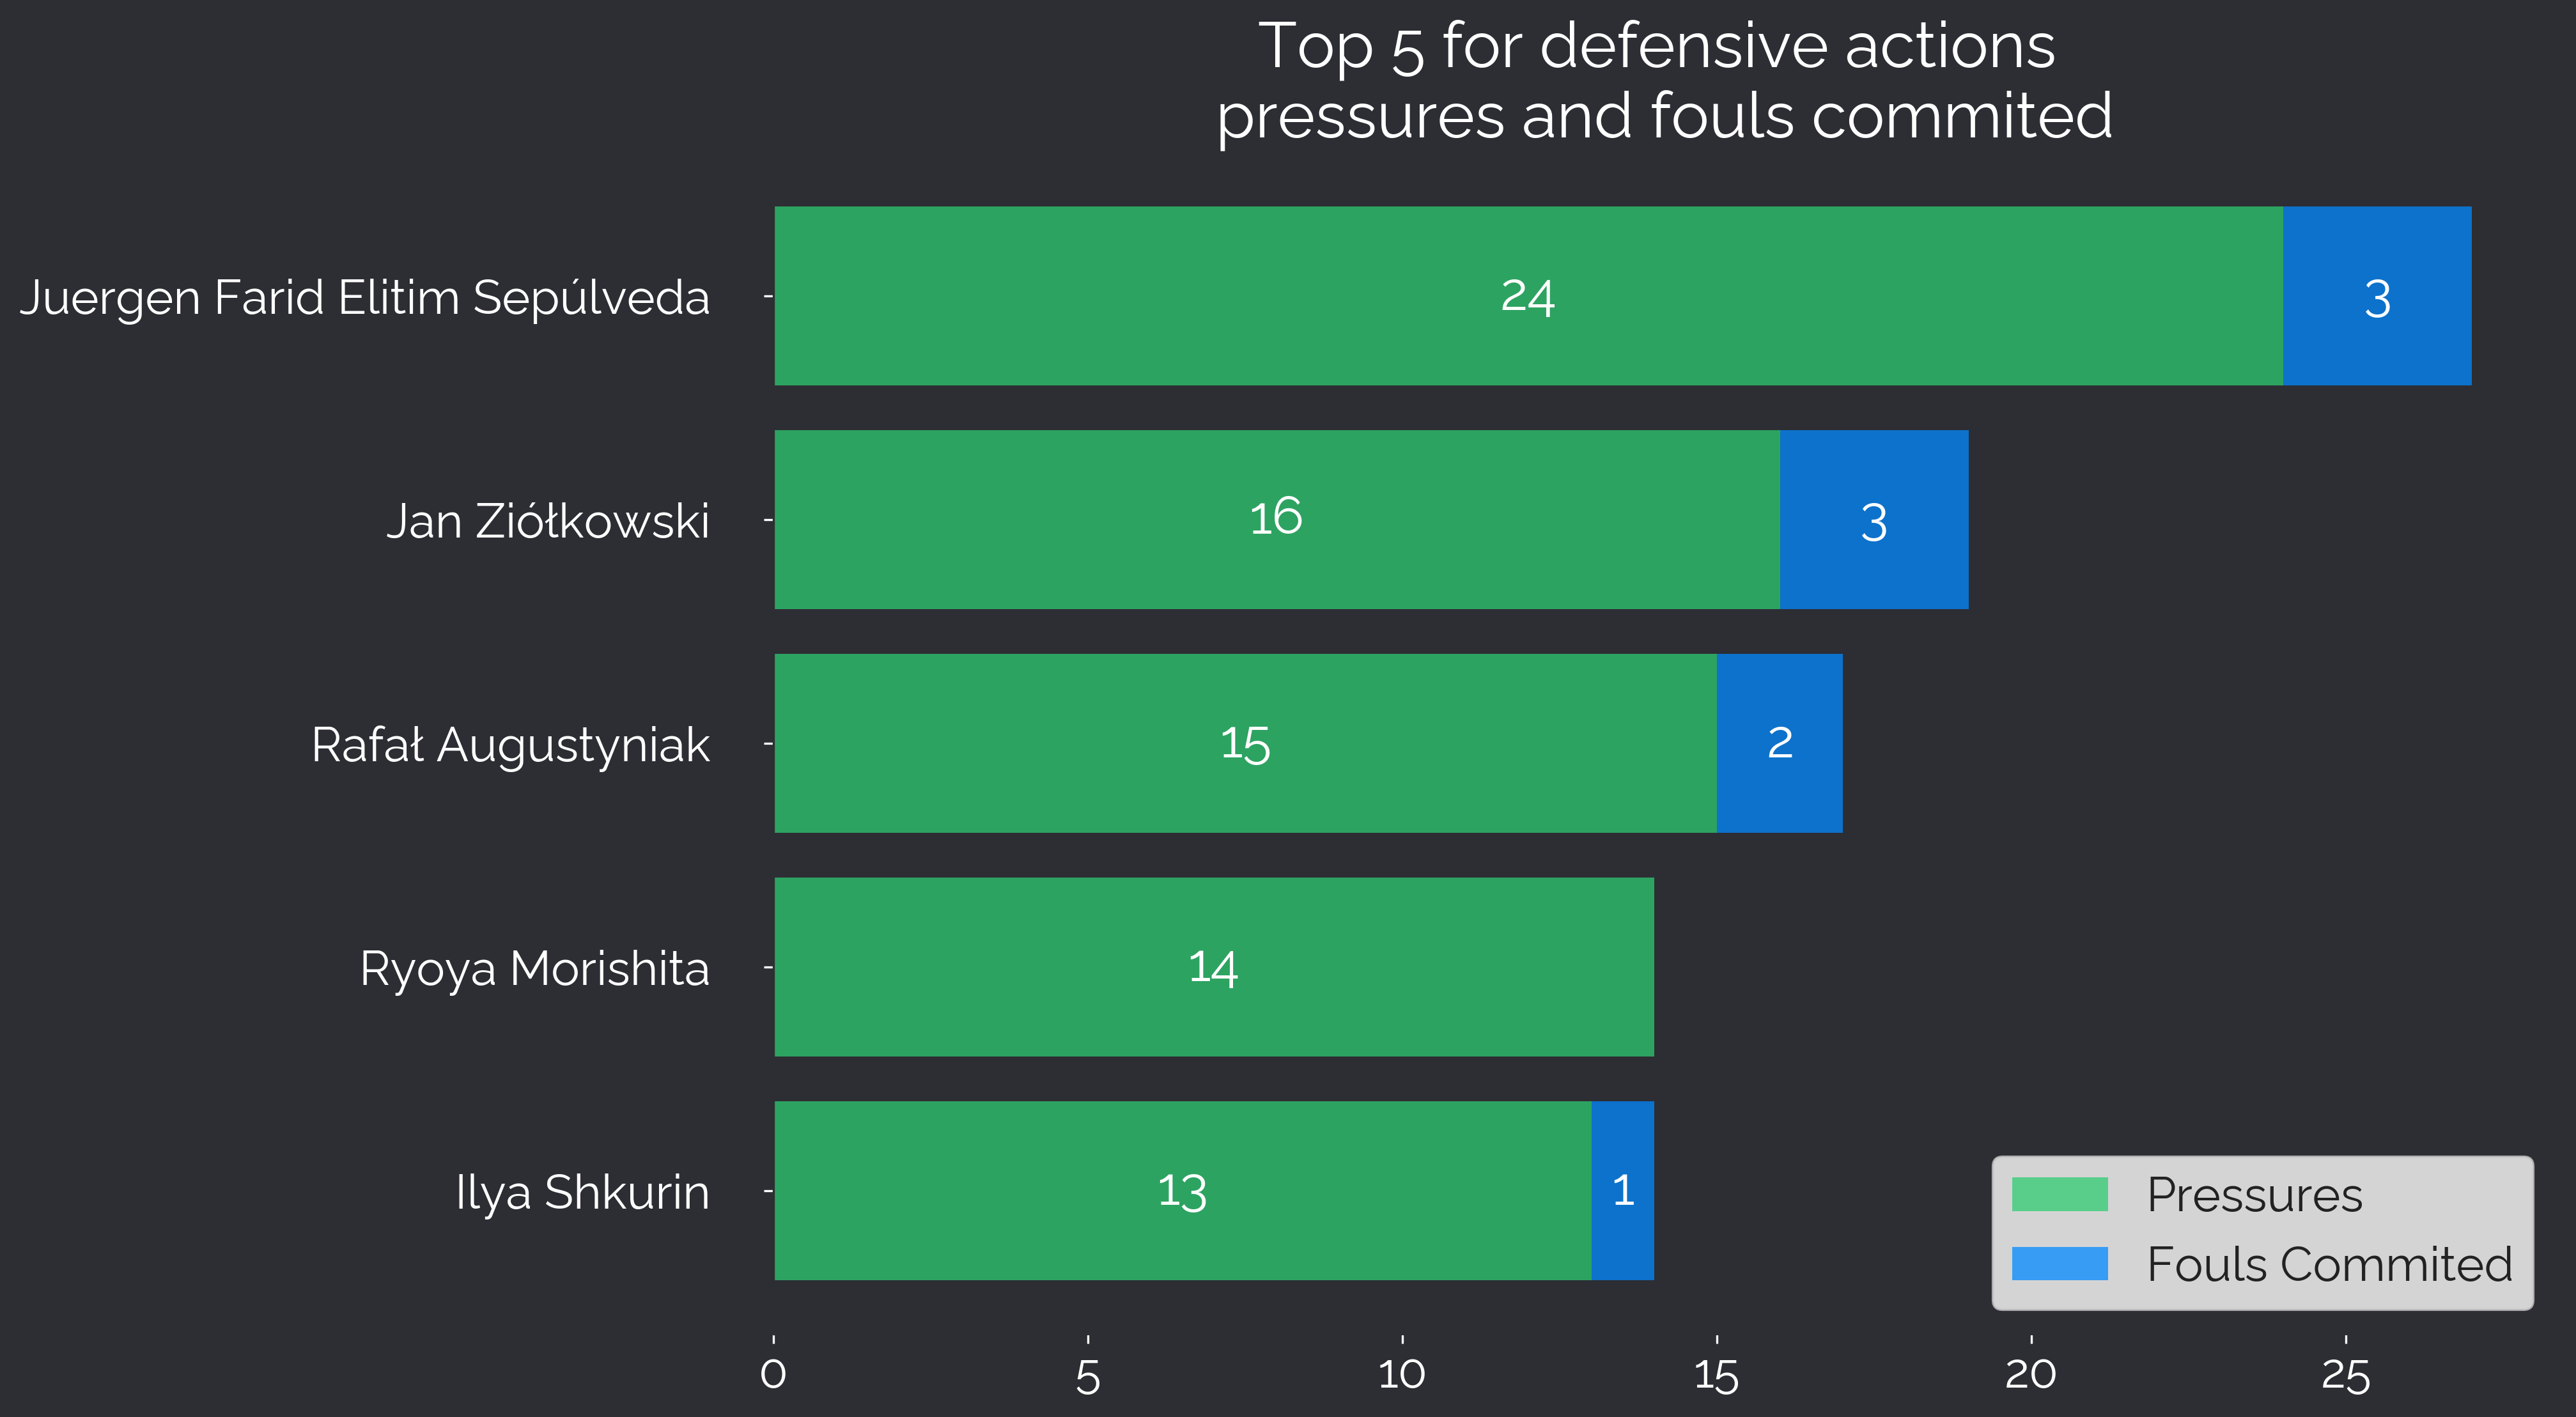 Top 5 for defensive actions
pressures and fouls commited
Juergen Farid Elitim Sepúlveda
24
3
Jan Ziółkowski
16
3
Rafał Augustyniak
15
2
Ryoya Morishita
14
Ilya Shkurin
13
1
Pressures
Fouls Commited
0
5
10
15
20
25